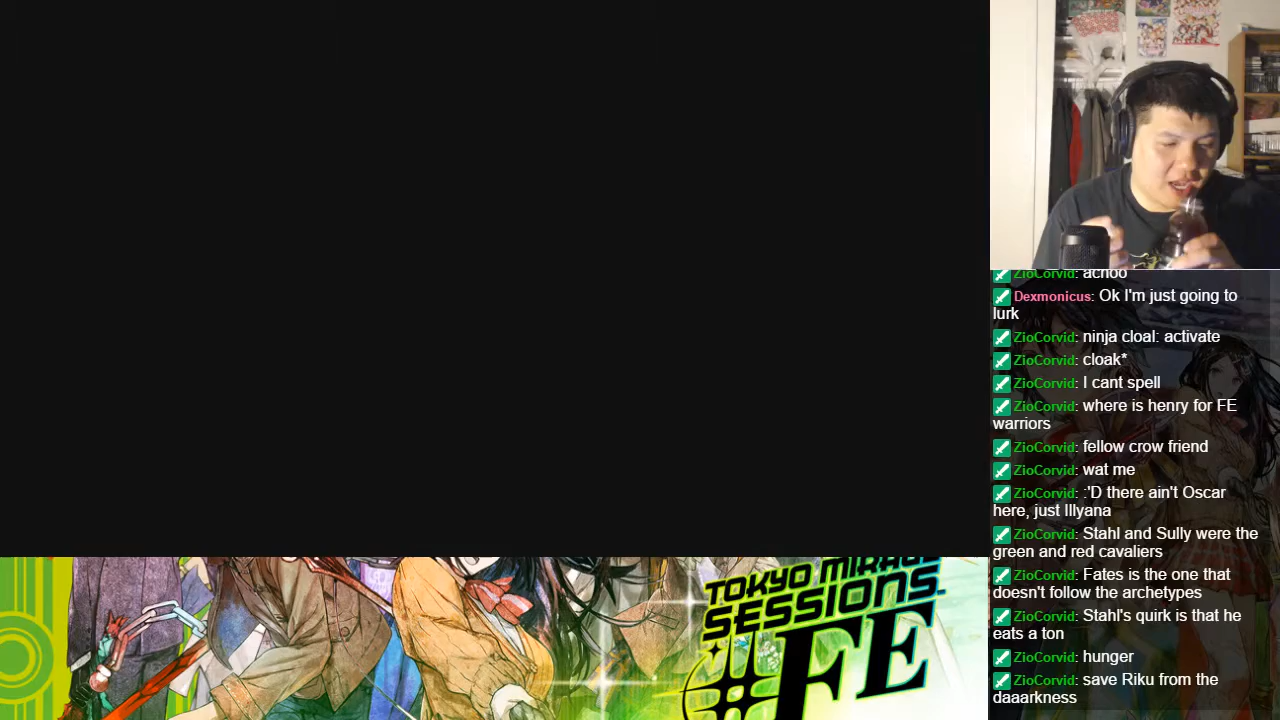 ZioCorvid: achoo
Dexmonicus: Ok I'm just going to
lurk
ZioCorvid: ninja cloal: activate
ZioCorvid: cloak*
ZioCorvid: I cant spell
ZioCorvid: where is henry for FE
warriors
ZioCorvid: fellow crow friend
ZioCorvid: wat me
ZioCorvid: :'D there ain't Oscar
here, just Illyana
ZioCorvid: Stahl and Sully were the
green and red cavaliers
ZioCorvid: Fates is the one that
doesn't follow the archetypes
ZioCorvid: Stahl's quirk is that he
eats a ton
ZioCorvid: hunger
ZioCorvid: save Riku from the
daaarkness
TOKYO MIRAGE
SESSIONS
#FE